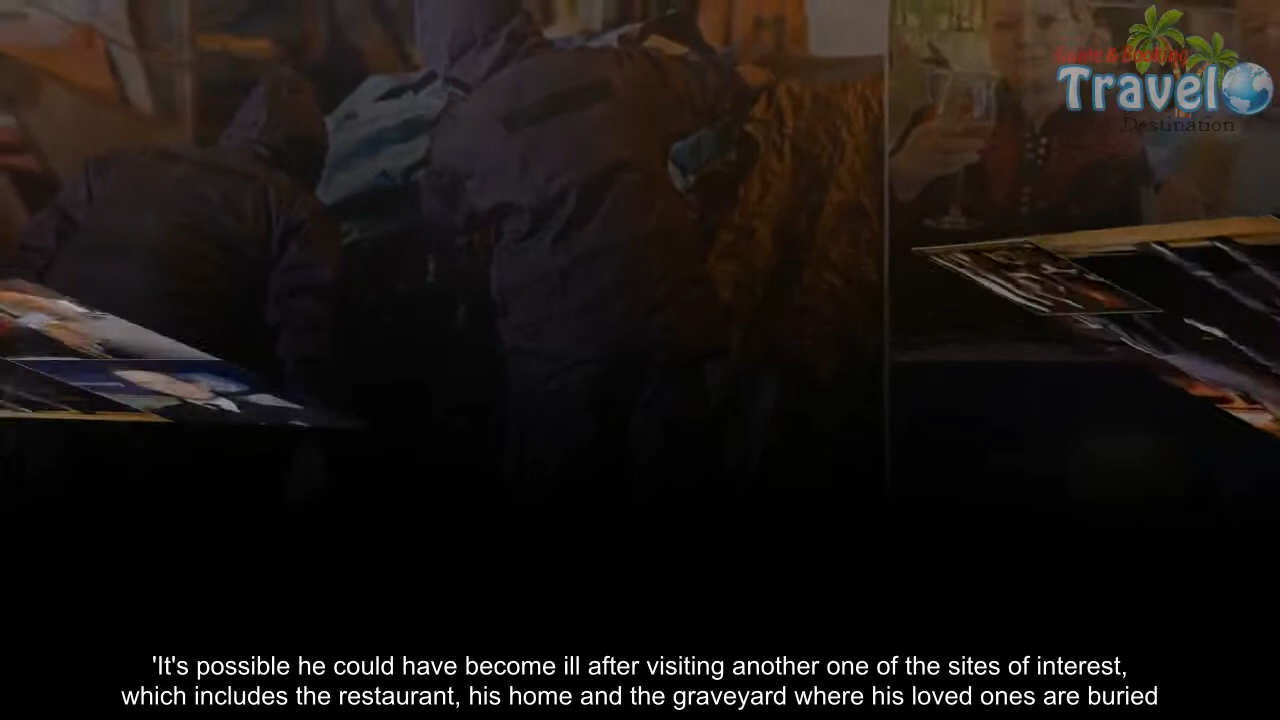 Travel
Destination
'It's possible he could have become ill after visiting another one of the sites of interest,
which includes the restaurant, his home and the graveyard where his loved ones are buried